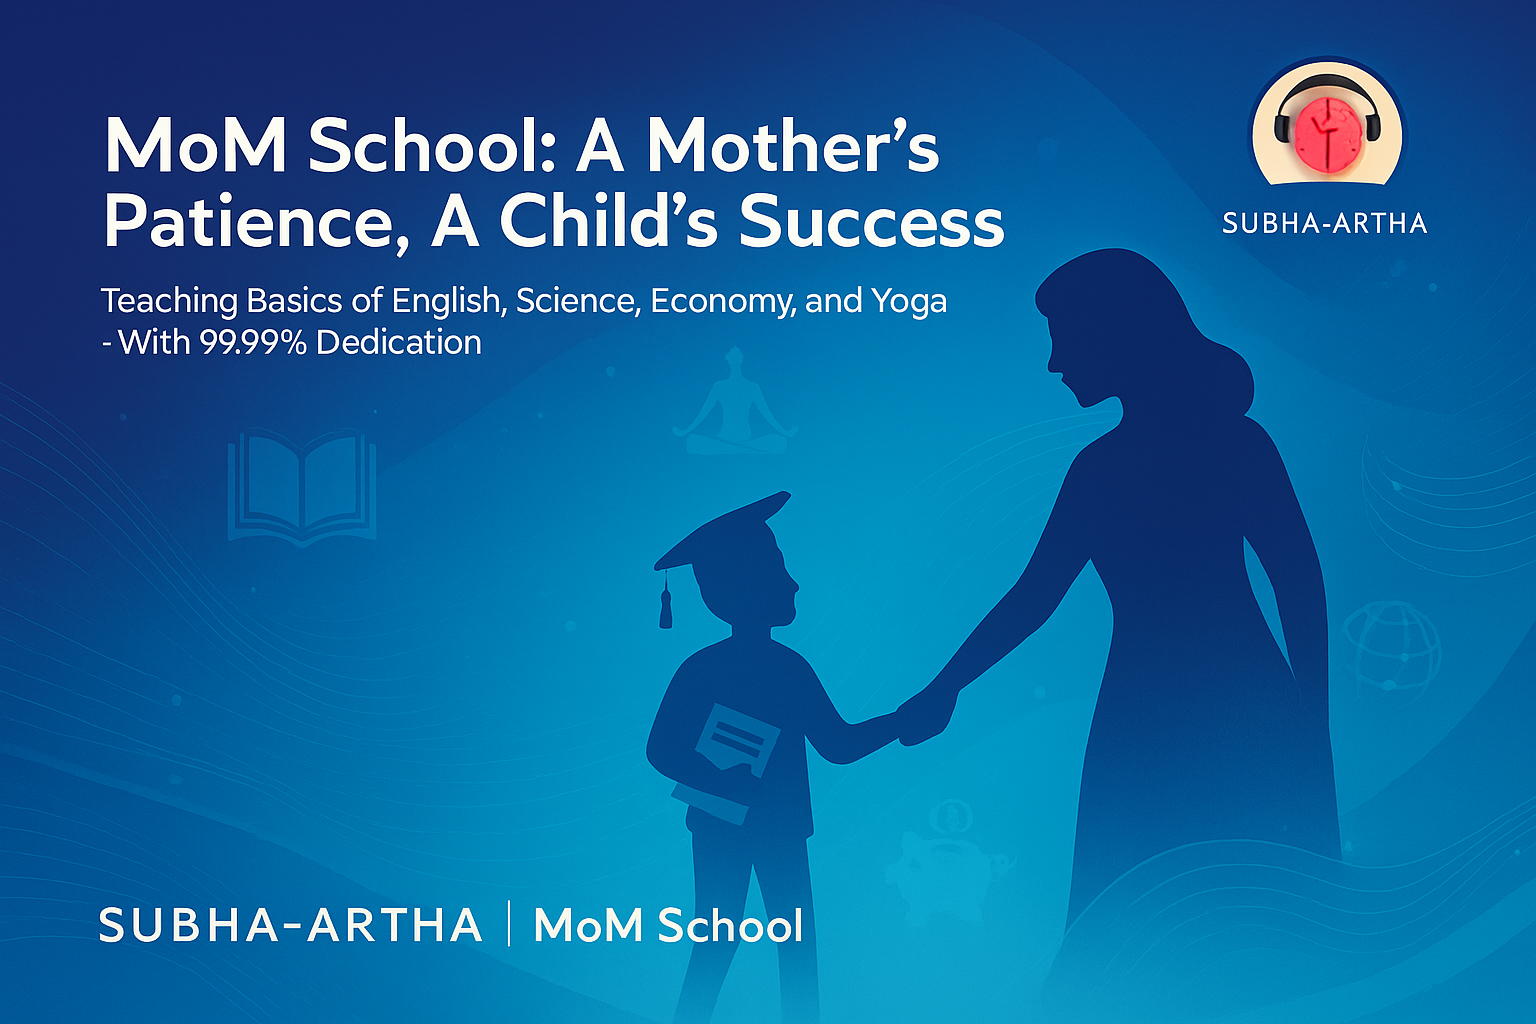 MoM School: A Mother's
Patience, A Child's Success
Teaching Basics of English, Science, Economy, and Yoga
- With 99.99% Dedication
SUBHA-ARTHA
SUBHA-ARTHA | MoM School